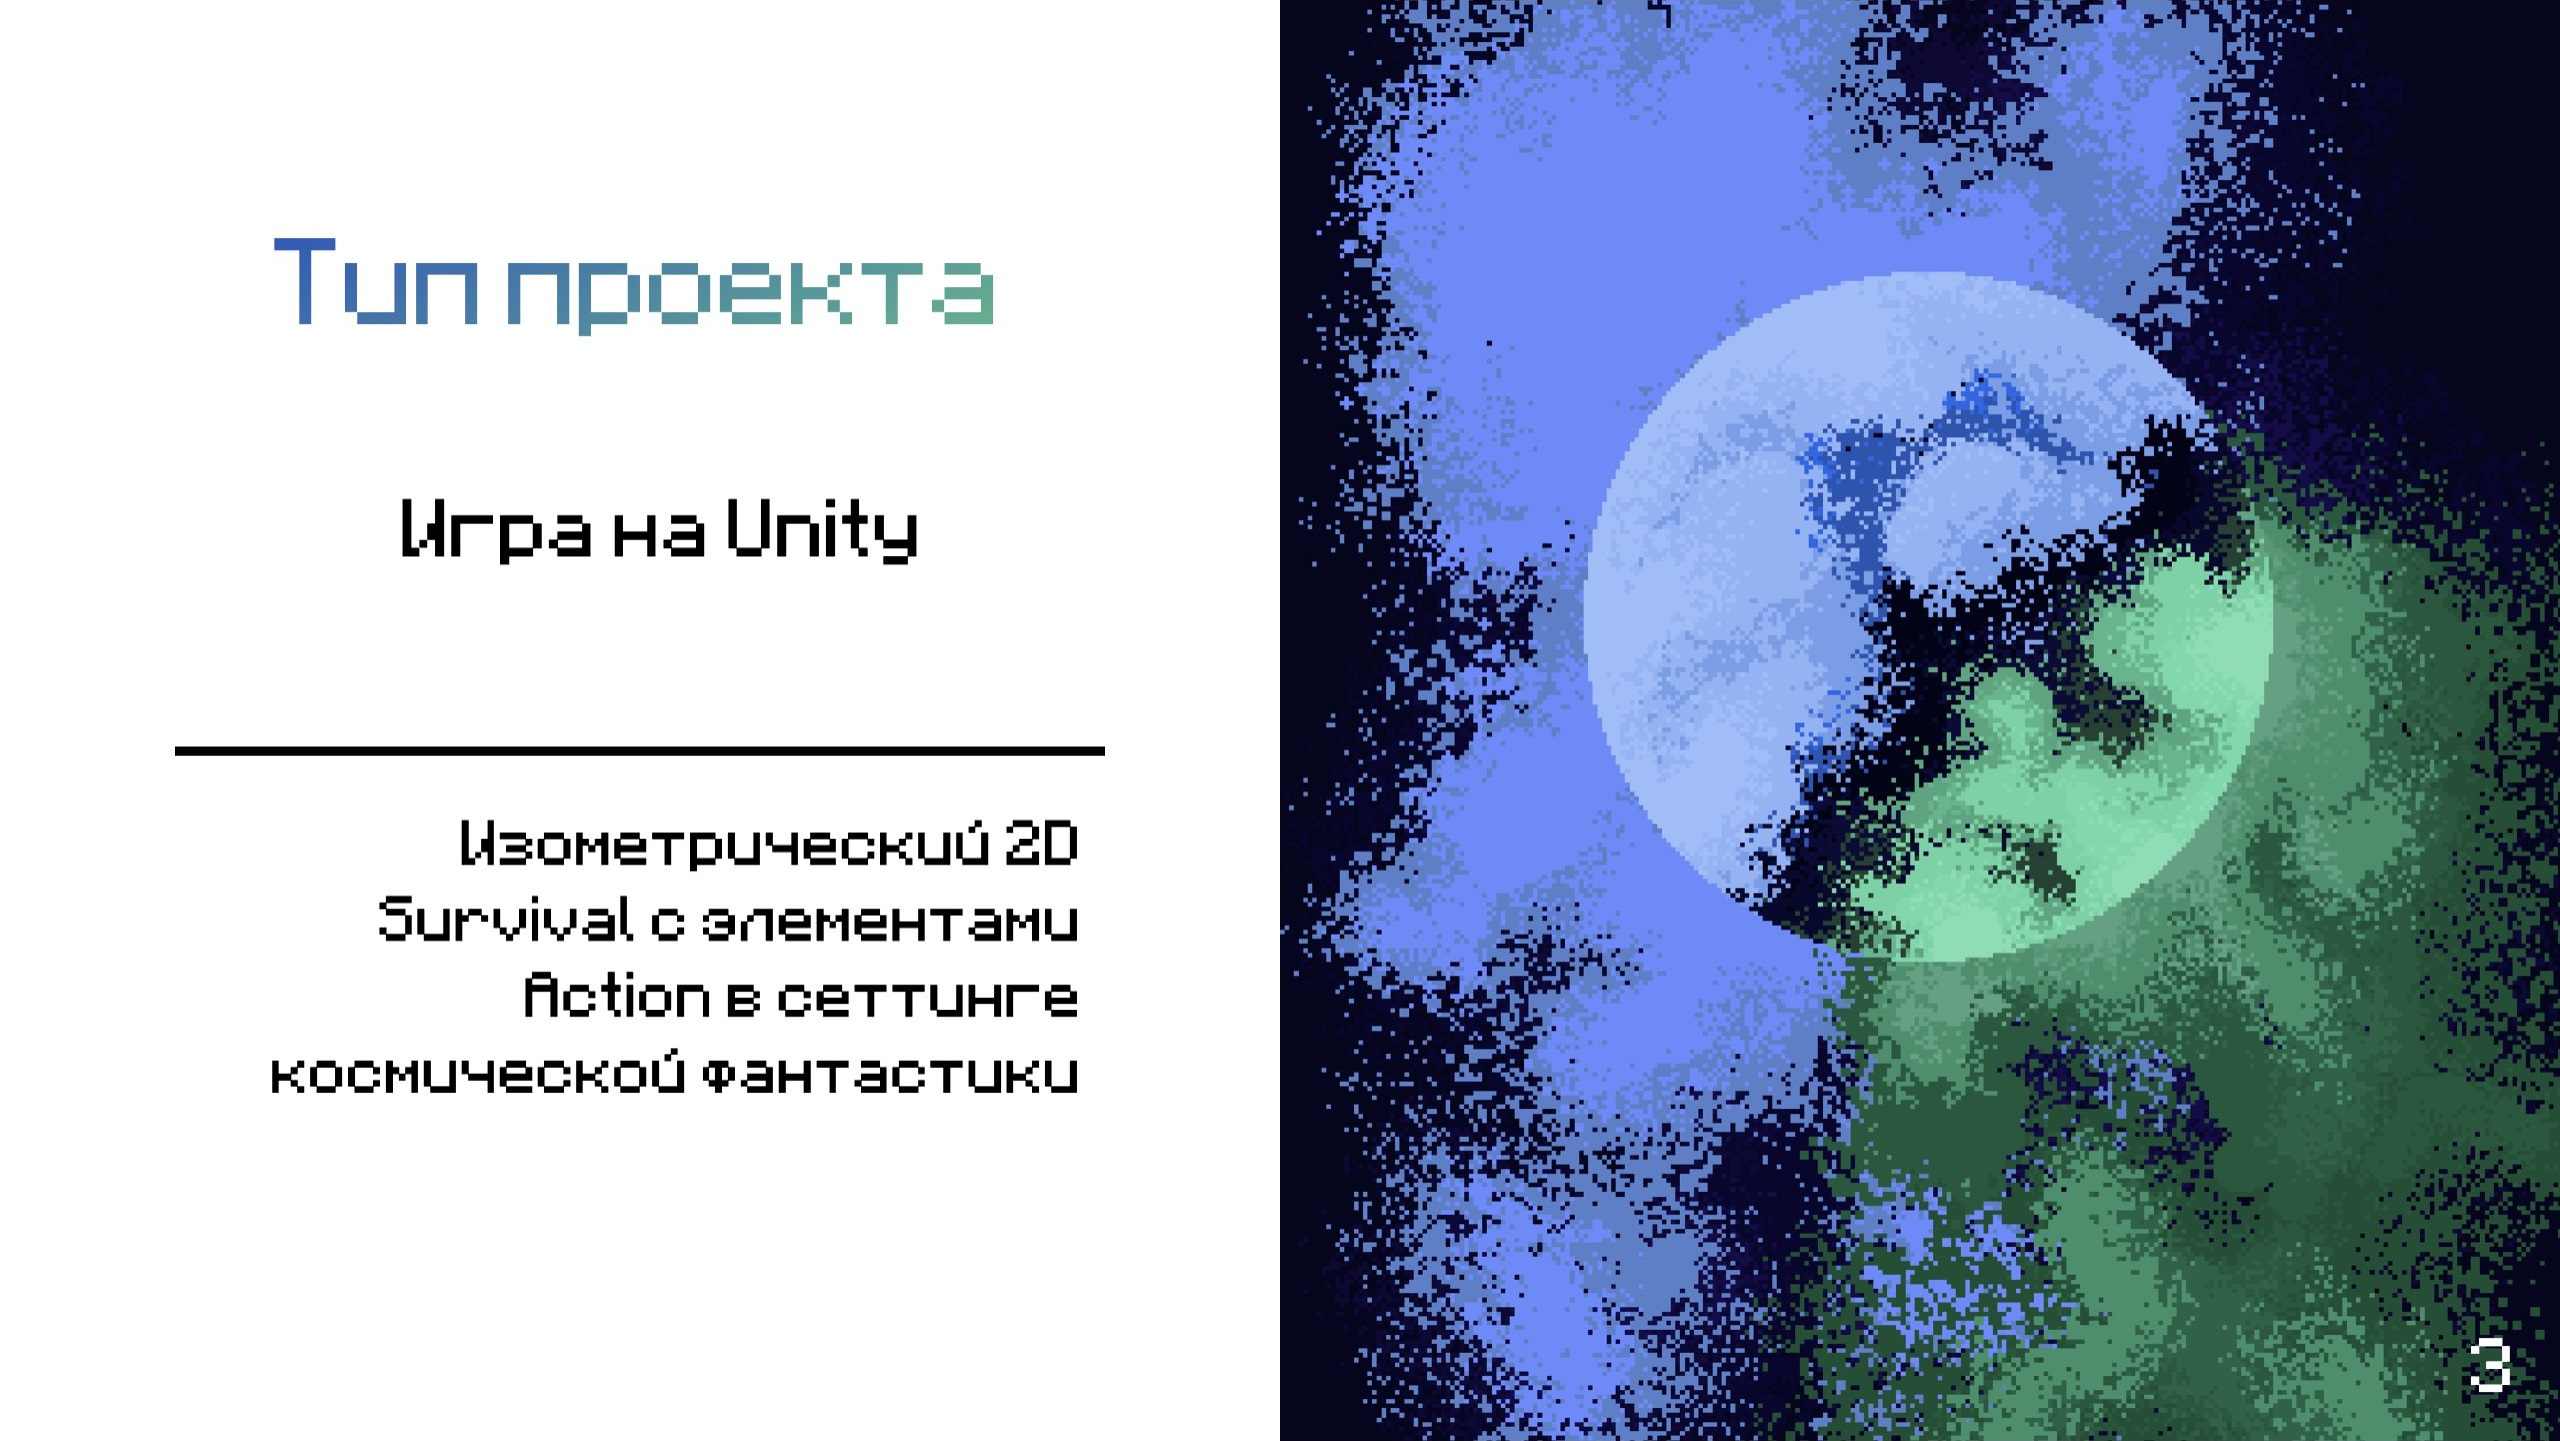 Тип проекта
Игра на Unity
Изометрический 2D
Survival с элементами
Action в сеттинге
космической фантастики
3